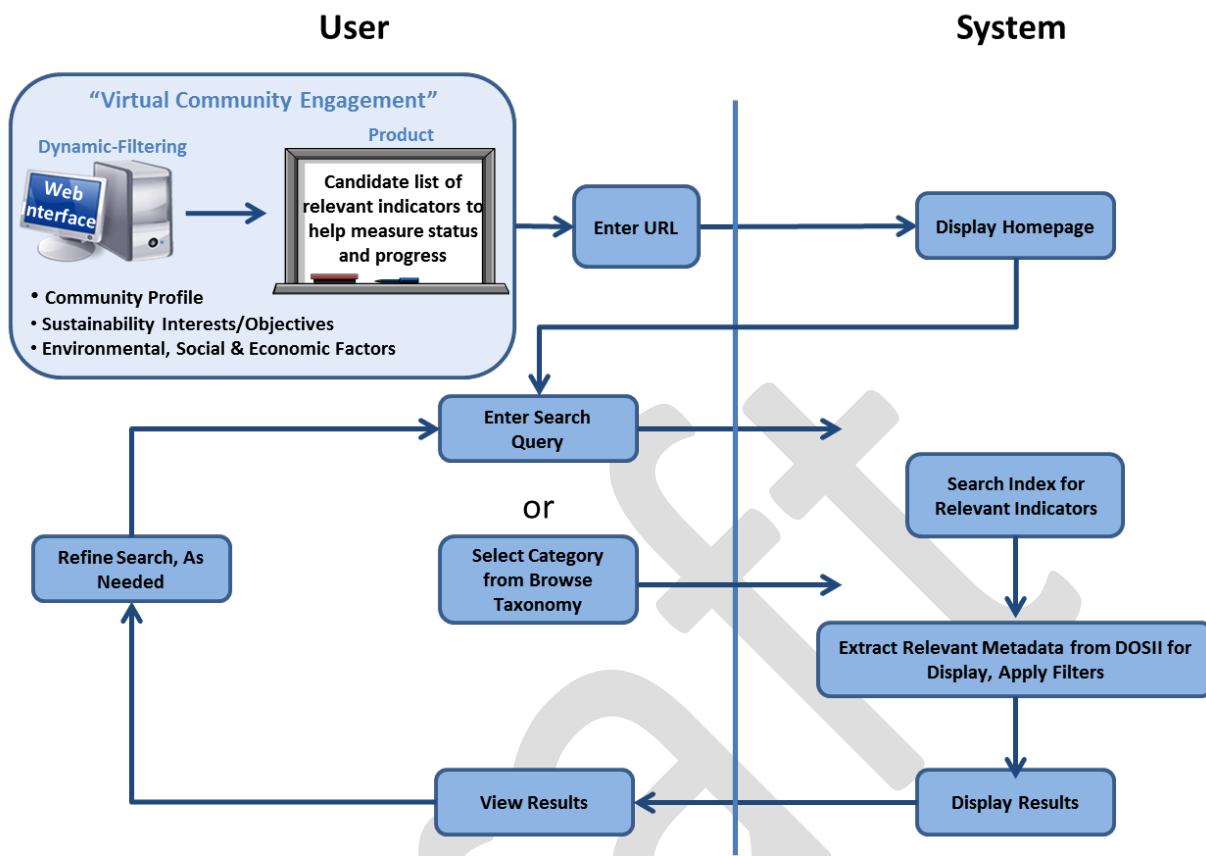 User
System
“Virtual Community Engagement”
Dynamic-Filtering
Product
Web
Interface
Candidate list of
relevant indicators to
help measure status
and progress
• Community Profile
• Sustainability Interests/Objectives
• Environmental, Social & Economic Factors
Enter URL
Display Homepage
Enter Search
Query
or
Select Category
from Browse
Taxonomy
Search Index for
Relevant Indicators
Refine Search, As
Needed
Extract Relevant Metadata from DOSII for
Display, Apply Filters
View Results
Display Results
aft